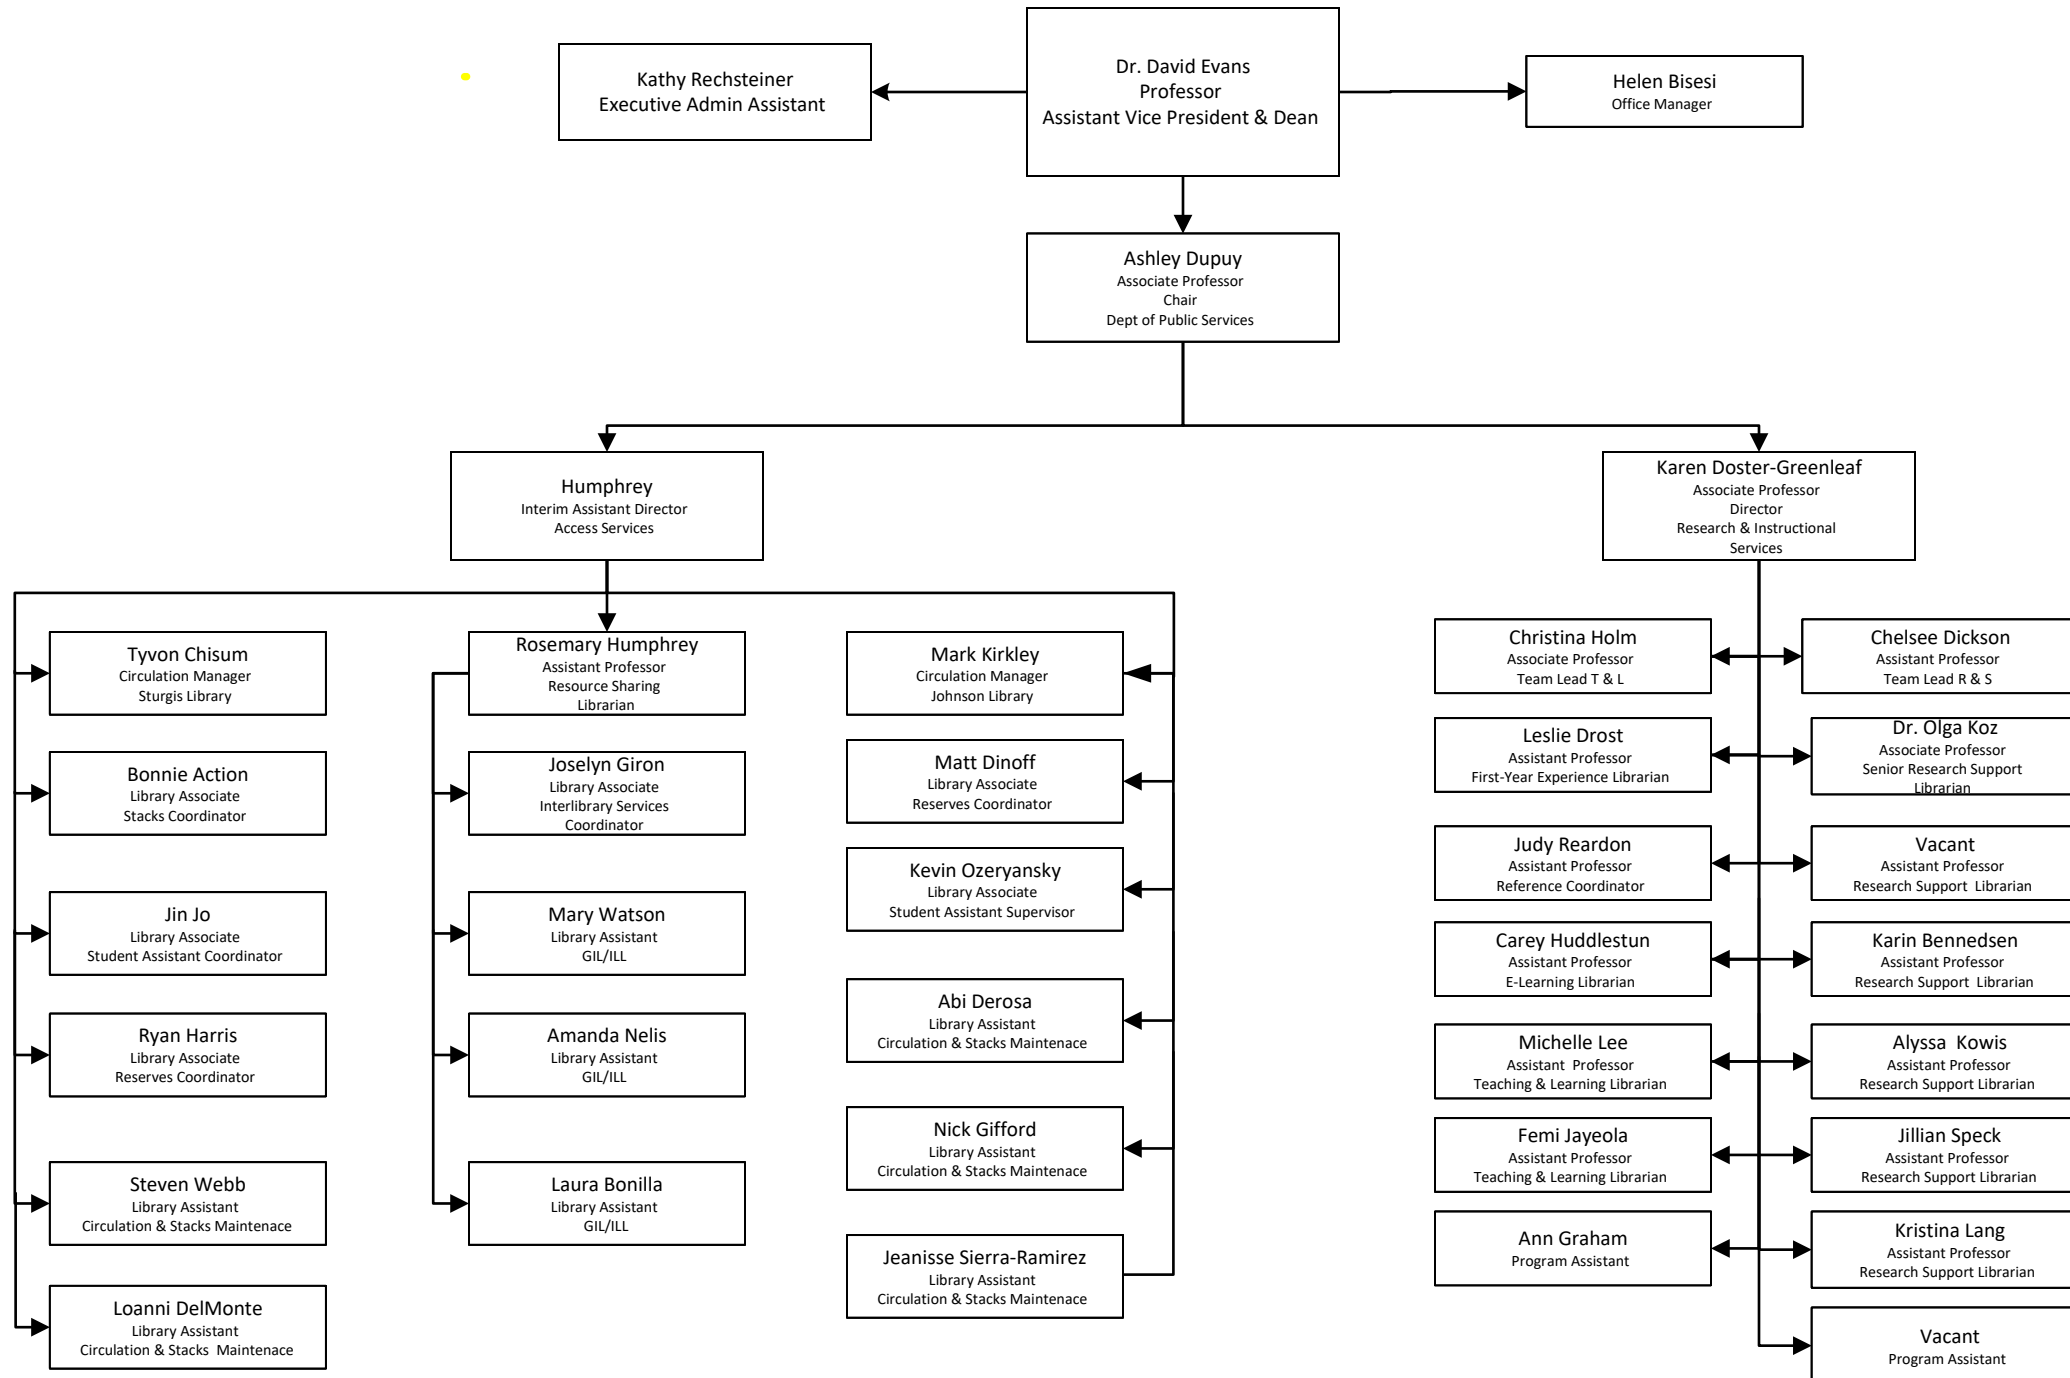 Kathy Rechsteiner
Executive Admin Assistant
Dr. David Evans
Professor
Assistant Vice President & Dean
Helen Bisesi
Office Manager
Ashley Dupuy
Associate Professor
Chair
Dept of Public Services
Humphrey
Interim Assistant Director
Access Services
Karen Doster-Greenleaf
Associate Professor
Director
Research & Instructional
Services
Tyvon Chisum
Circulation Manager
Sturgis Library
Bonnie Action
Library Associate
Stacks Coordinator
Jin Jo
Library Associate
Student Assistant Coordinator
Ryan Harris
Library Associate
Reserves Coordinator
Steven Webb
Library Assistant
Circulation & Stacks Maintenace
Loanni DelMonte
Library Assistant
Circulation & Stacks  Maintenace
Rosemary Humphrey
Assistant Professor
Resource Sharing
Librarian
Joselyn Giron
Library Associate
Interlibrary Services
Coordinator
Mary Watson
Library Assistant
GIL/ILL
Amanda Nelis
Library Assistant
GIL/ILL
Laura Bonilla
Library Assistant
GIL/ILL
Mark Kirkley
Circulation Manager
Johnson Library
Matt Dinoff
Library Associate
Reserves Coordinator
Kevin Ozeryansky
Library Associate
Student Assistant Supervisor
Abi Derosa
Library Assistant
Circulation & Stacks Maintenace
Nick Gifford
Library Assistant
Circulation & Stacks Maintenace
Jeanisse Sierra-Ramirez
Library Assistant
Circulation & Stacks Maintenace
Christina Holm
Associate Professor
Team Lead T & L
Leslie Drost
Assistant Professor
First-Year Experience Librarian
Judy Reardon
Assistant Professor
Reference Coordinator
Carey Huddlestun
Assistant Professor
E-Learning Librarian
Michelle Lee
Assistant  Professor
Teaching & Learning Librarian
Femi Jayeola
Assistant Professor
Teaching & Learning Librarian
Ann Graham
Program Assistant
Chelsee Dickson
Assistant Professor
Team Lead R & S
Dr. Olga Koz
Associate Professor
Senior Research Support
Librarian
Vacant
Assistant Professor
Research Support  Librarian
Karin Bennedsen
Assistant Professor
Research Support  Librarian
Alyssa  Kowis
Assistant Professor
Research Support Librarian
Jillian Speck
Assistant Professor
Research Support Librarian
Kristina Lang
Assistant Professor
Research Support Librarian
Vacant
Program Assistant